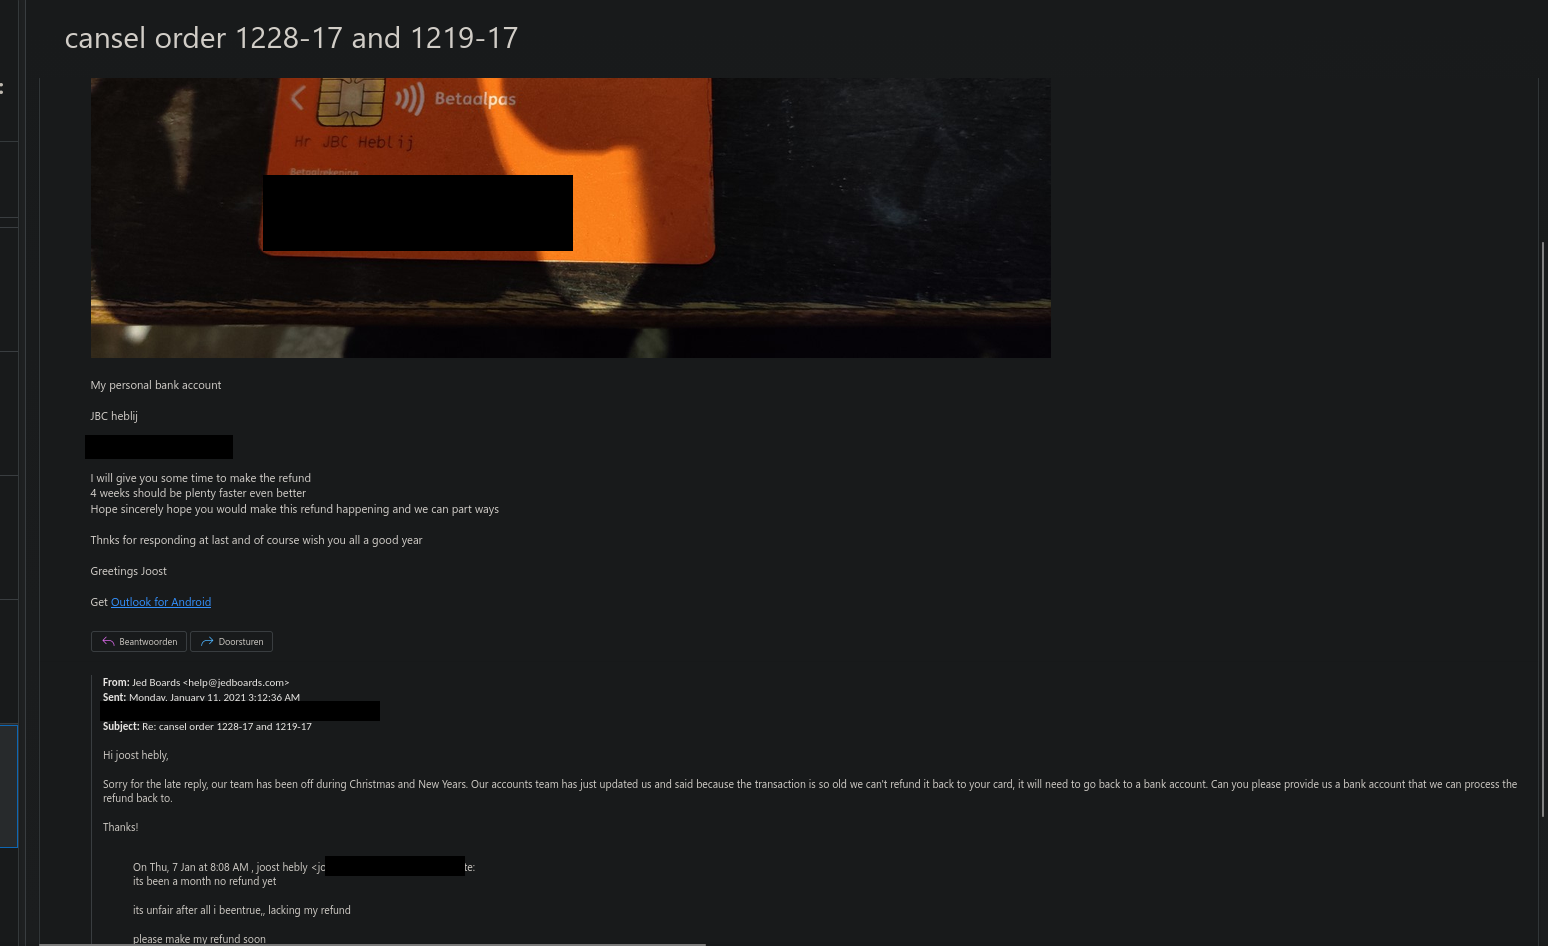 cansel order 1228-17 and 1219-17
Betaalpas
Hr JBC Heblij
Betaalrekening
My personal bank account
JBC heblij
I will give you some time to make the refund
4 weeks should be plenty faster even better
Hope sincerely hope you would make this refund happening and we can part ways
Thnks for responding at last and of course wish you all a good year
Greetings Joost
Get Outlook for Android
Beantwoorden Doorsturen
From: Jed Boards <help@jedboards.com>
Sent: Monday, January 11, 2021 3:12:36 AM
Subject: Re: cansel order 1228-17 and 1219-17
Hi joost hebly,
Sorry for the late reply, our team has been off during Christmas and New Years. Our accounts team has just updated us and said because the transaction is so old we can't refund it back to your card, it will need to go back to a bank account. Can you please provide us a bank account that we can process the
refund back to.
Thanks!
On Thu, 7 Jan at 8:08 AM , joost hebly <jo te:
its been a month no refund yet
its unfair after all i beentrue,, lacking my refund
please make my refund soon